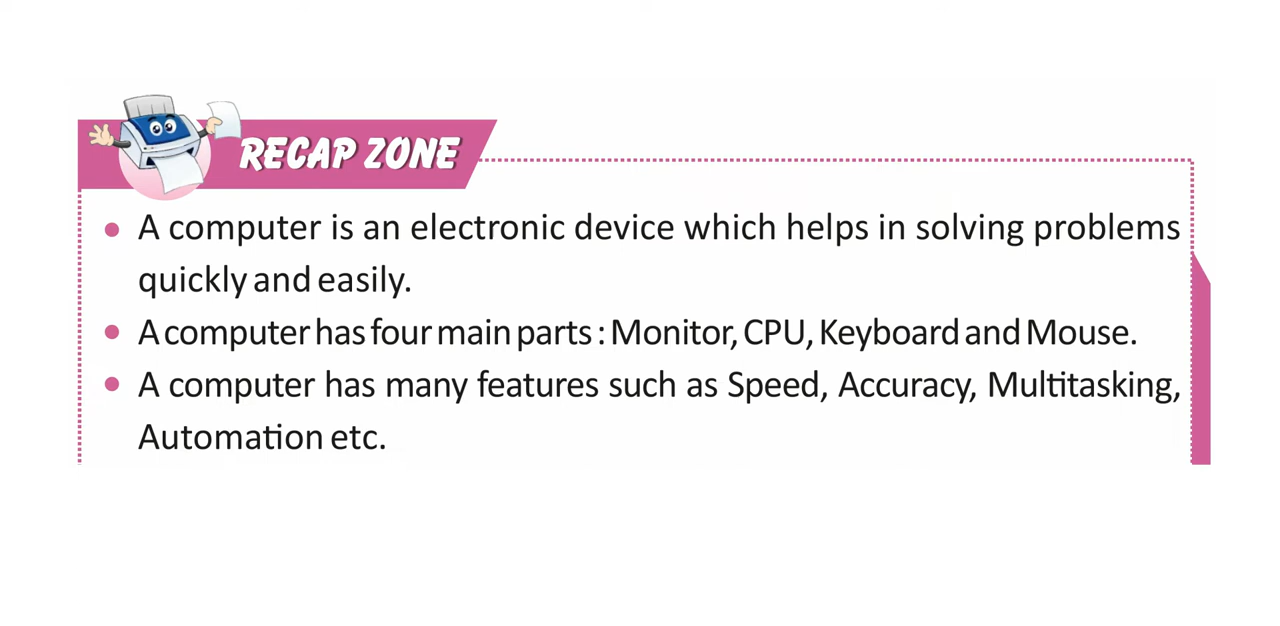 RECAP ZONE
• A computer is an electronic device which helps in solving problems
quickly and easily.
• A computer has four main parts : Monitor, CPU, Keyboard and Mouse.
• A computer has many features such as Speed, Accuracy, Multitasking,
Automation etc.